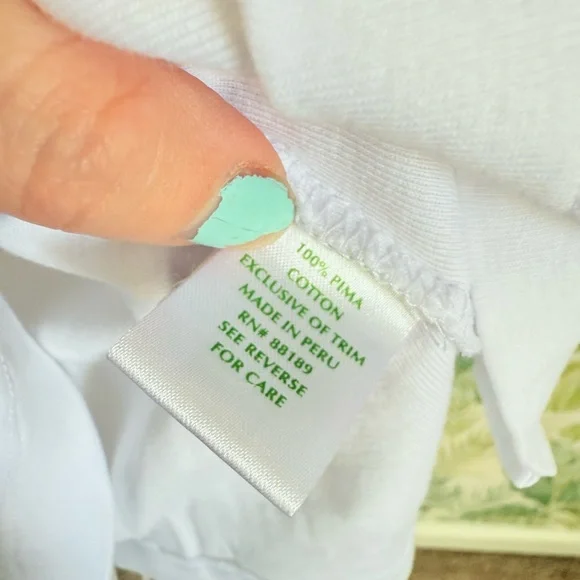 100% PIMA
COTTON
EXCLUSIVE OF TRIM
MADE IN PERU
RN# 88189
SEE REVERSE
FOR CARE